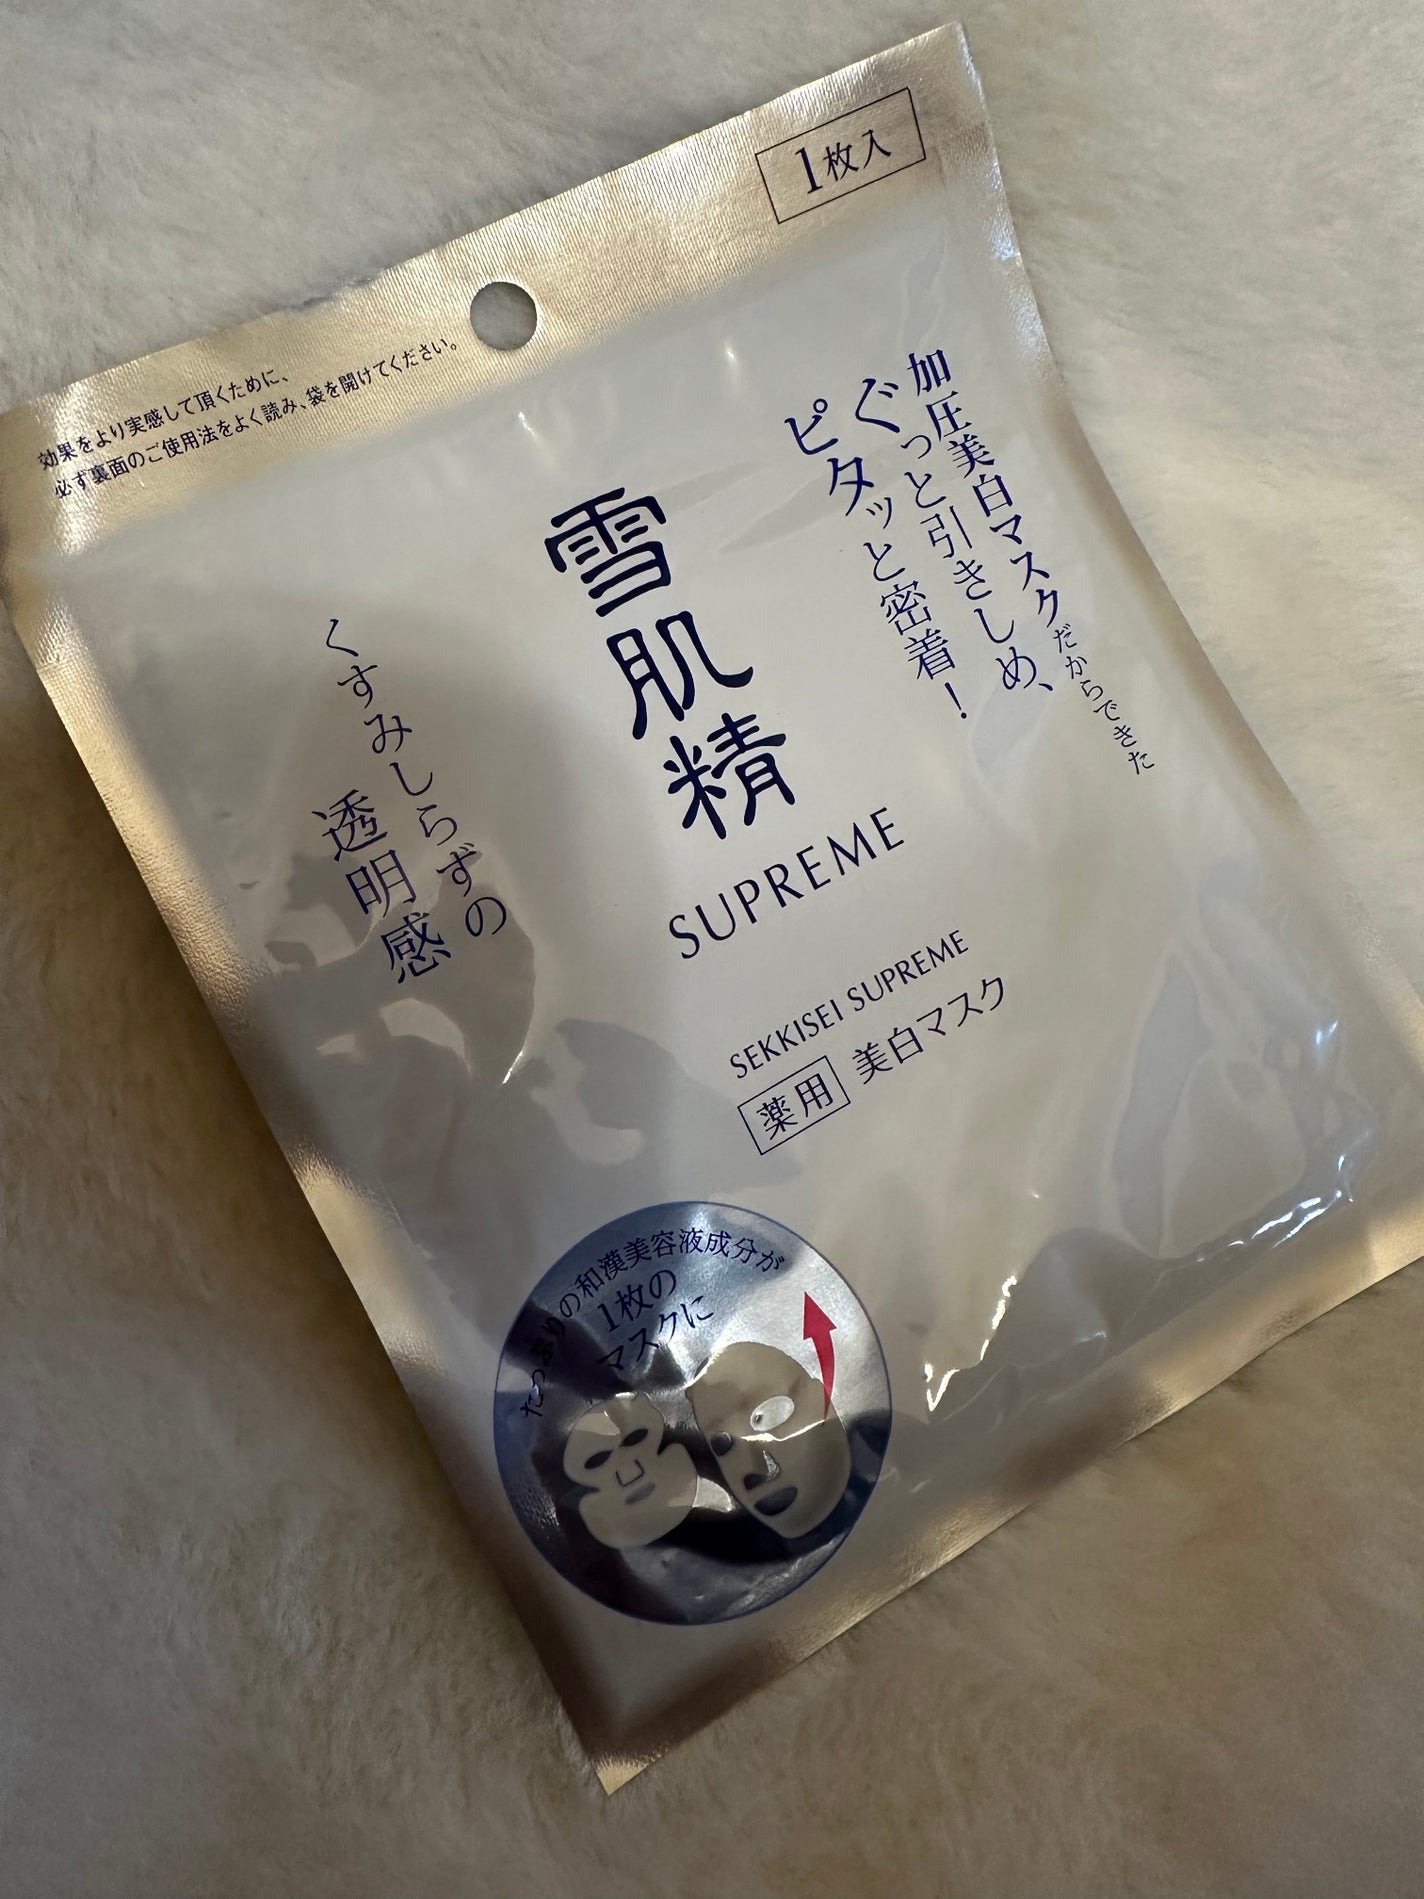 1枚入
効果をより実感して頂くために、
必ず裏面のご使用法をよく読み、袋を開けてください。
加圧美白マスクだからできた
ぐっと引きしめ、
ピタッと密着！
雪肌精
SUPREME
くすみしらずの
透明感
SEKKISEI SUPREME
薬用 美白マスク
たっぷりの和漢美容液成分が
1枚の
マスクに